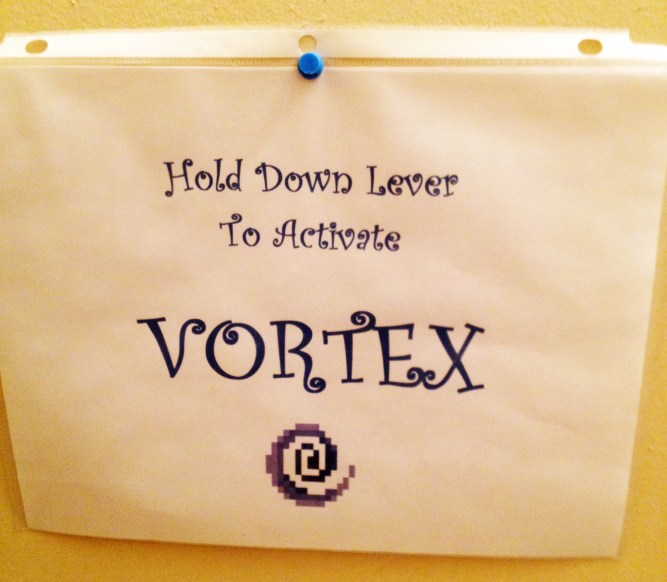 Hold Down Lever
To Activate
VORTEX